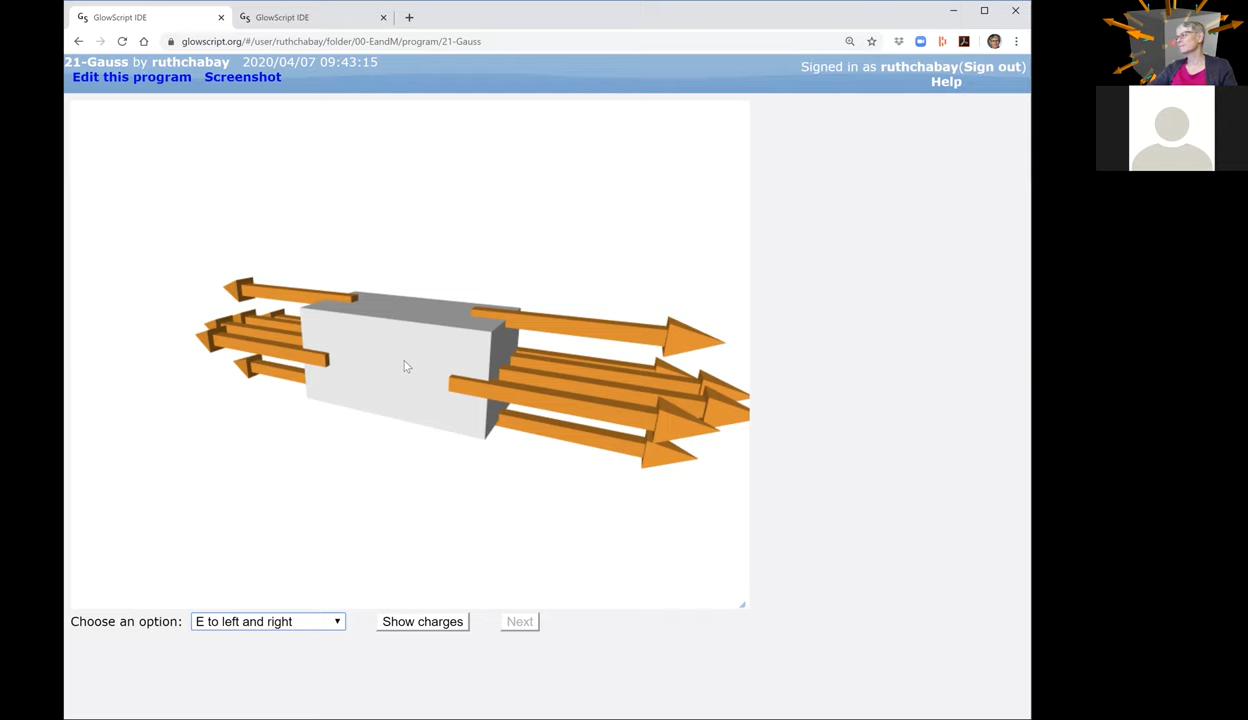 GlowScript IDE
GlowScript IDE
glowscript.org/#/user/ruthchabay/folder/00-EandM/program/21-Gauss
21-Gauss by ruthchabay 2020/04/07 09:43:15
Signed in as ruthchabay(Sign out)
Edit this program Screenshot
Help
Choose an option: E to left and right Show charges Next